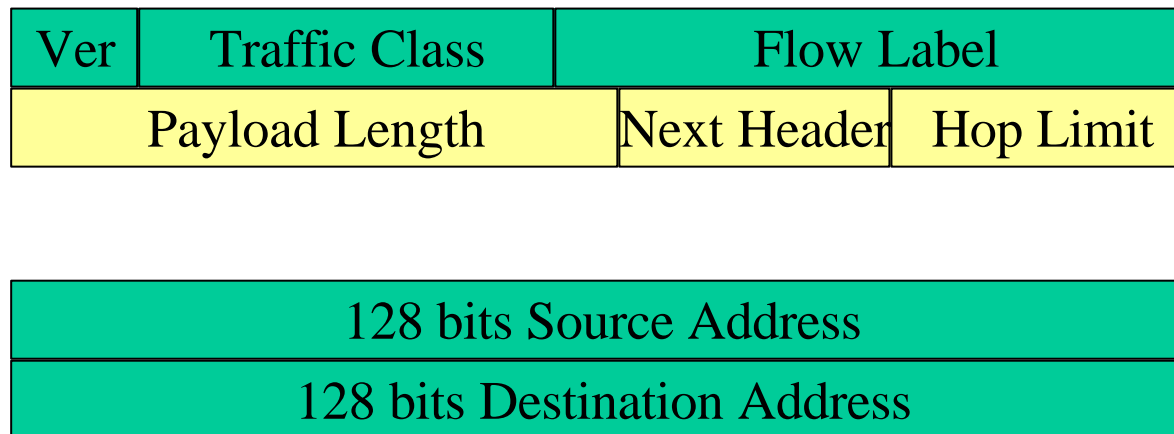 Ver Traffic Class Flow Label
Payload Length Next Header Hop Limit
128 bits Source Address
128 bits Destination Address